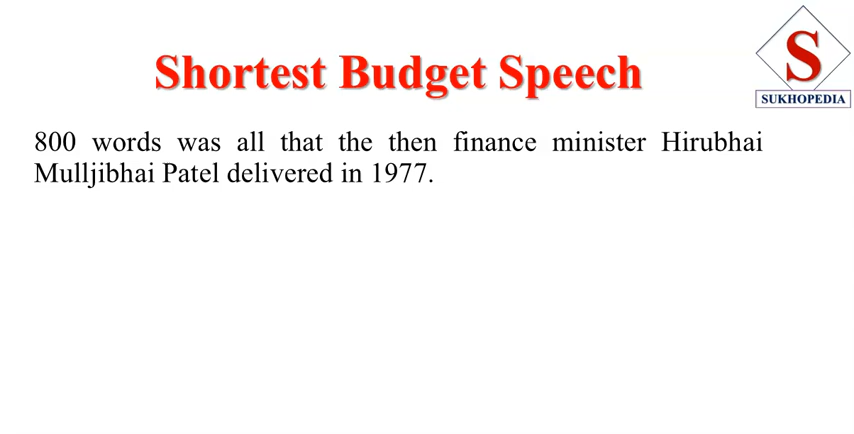 Shortest Budget Speech
S
SUKHOPEDIA
800 words was all that the then finance minister Hirubhai
Mulljibhai Patel delivered in 1977.